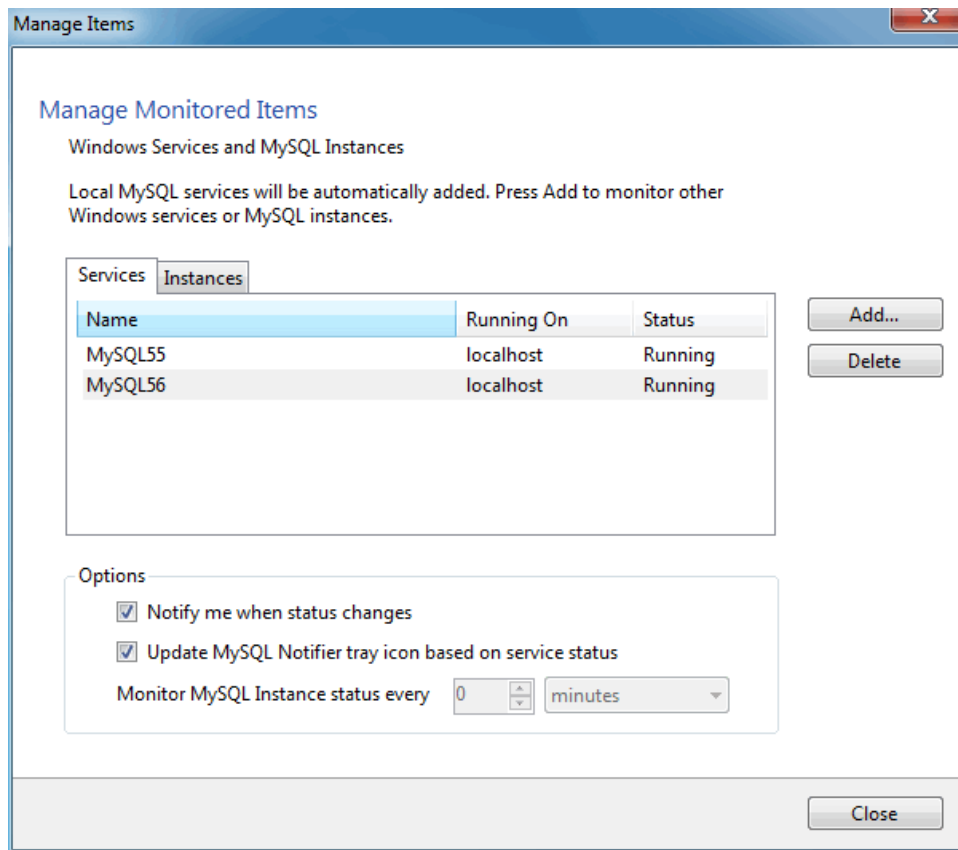 Manage Items
X
Manage Monitored Items
Windows Services and MySQL Instances
Local MySQL services will be automatically added. Press Add to monitor other
Windows services or MySQL instances.
Services Instances
Name Running On Status
MySQL55 localhost Running
MySQL56 localhost Running
Add...
Delete
Options
Notify me when status changes
Update MySQL Notifier tray icon based on service status
Monitor MySQL Instance status every 0 minutes
Close